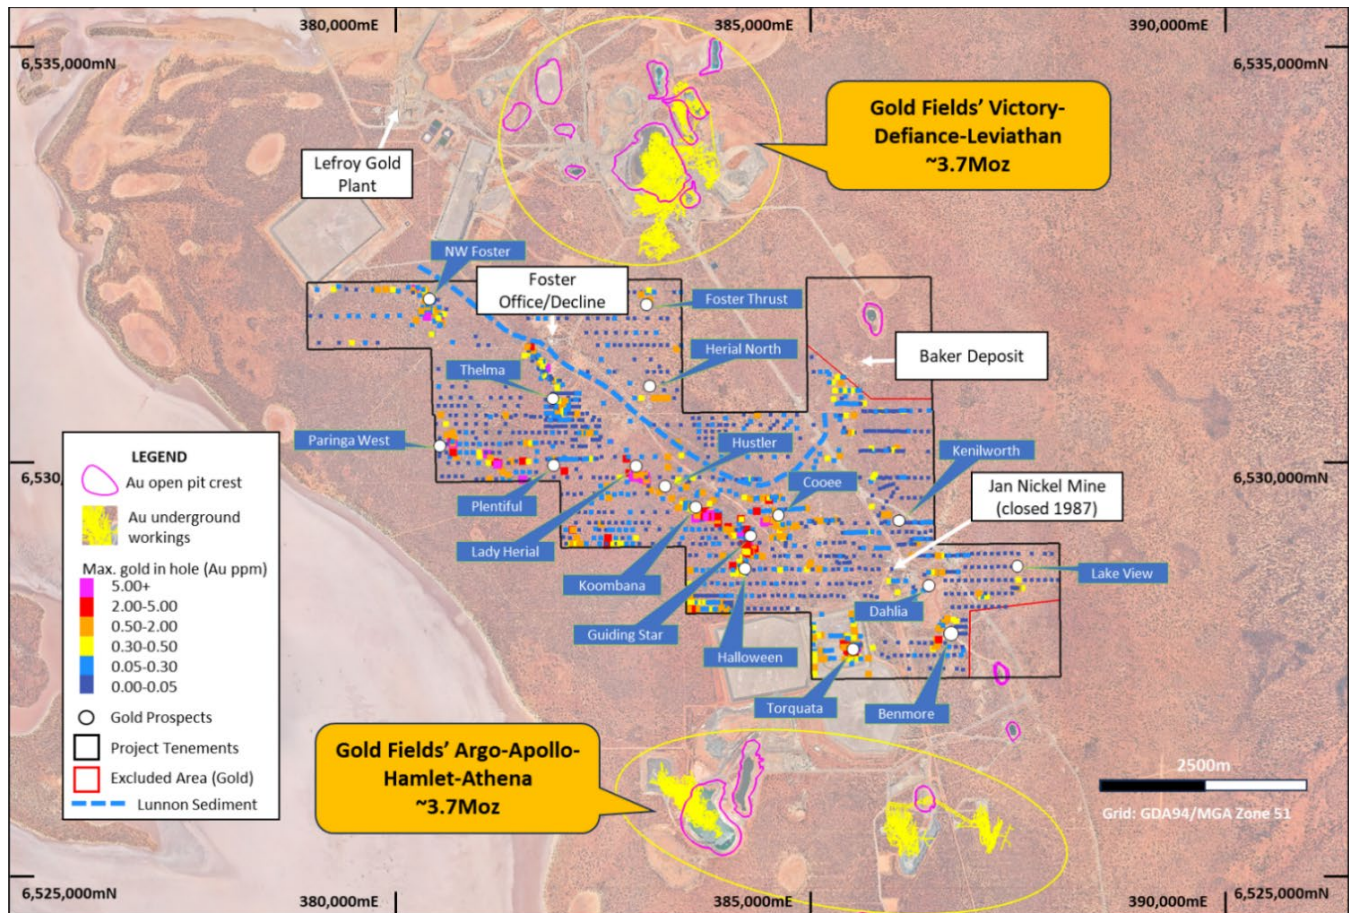 380,000mE
385,000mE
390,000mE
6,535,000mN
6,535,000mN
Gold Fields’ Victory-
Defiance-Leviathan
~3.7Moz
Lefroy Gold
Plant
NW Foster
Foster
Office/Decline
Foster Thrust
Herial North
Baker Deposit
Thelma
Paringa West
Hustler
Kenilworth
6,530,
6,530,000mN
Plentiful
Cooee
Jan Nickel Mine
(closed 1987)
Lady Herial
Koombana
Lake View
Dahlia
Guiding Star
Halloween
Torquata
Benmore
LEGEND
Au open pit crest
Au underground
workings
Max. gold in hole (Au ppm)
5.00+
2.00-5.00
0.50-2.00
0.30-0.50
0.05-0.30
0.00-0.05
Gold Prospects
Project Tenements
Excluded Area (Gold)
Lunnon Sediment
Gold Fields’ Argo-Apollo-
Hamlet-Athena
~3.7Moz
2500m
Grid: GDA94/MGA Zone 51
6,525,000mN
380,000mE
385,000mE
390,000mE
6,525,000mN